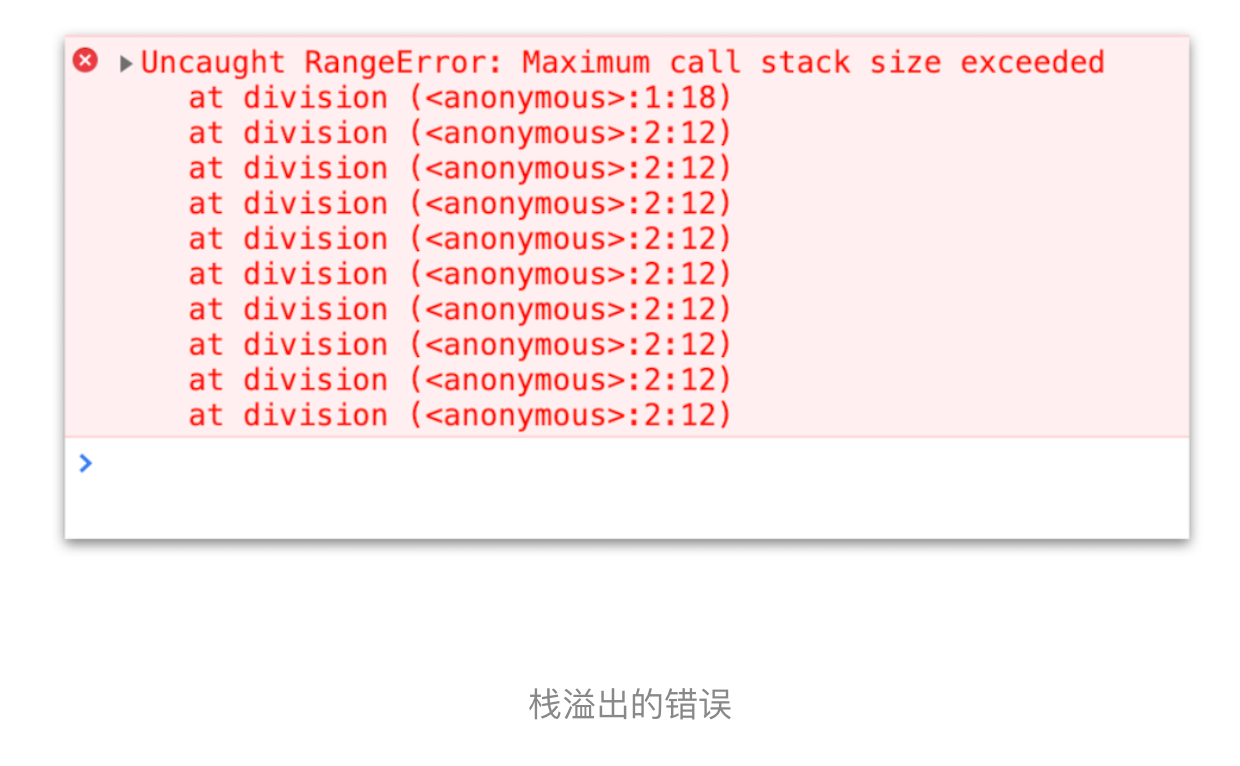 Uncaught RangeError: Maximum call stack size exceeded
at division (<anonymous>:1:18)
at division (<anonymous>:2:12)
at division (<anonymous>:2:12)
at division (<anonymous>:2:12)
at division (<anonymous>:2:12)
at division (<anonymous>:2:12)
at division (<anonymous>:2:12)
at division (<anonymous>:2:12)
at division (<anonymous>:2:12)
at division (<anonymous>:2:12)
栈溢出的错误